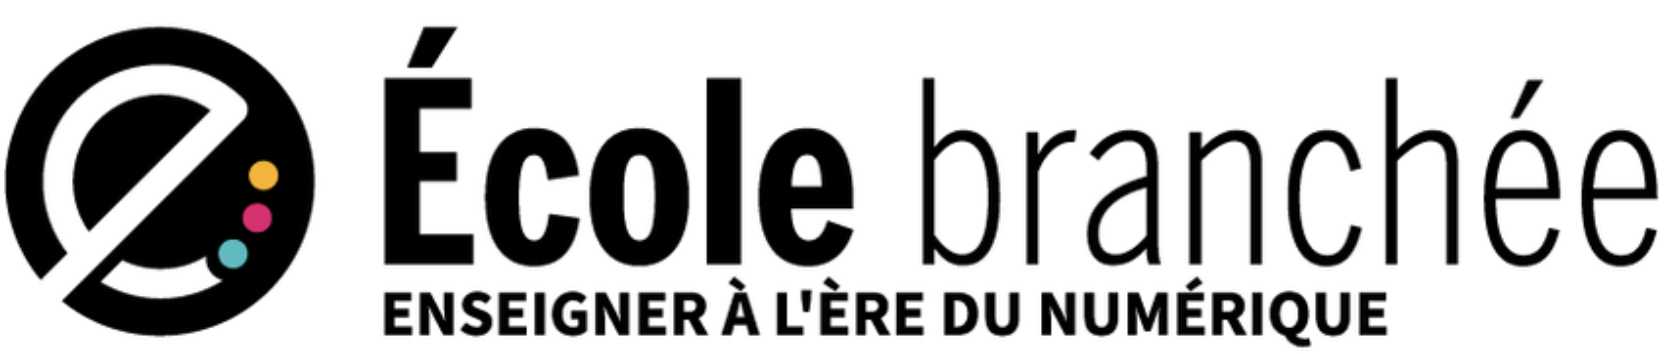 École branchée
ENSEIGNER À L'ÈRE DU NUMÉRIQUE